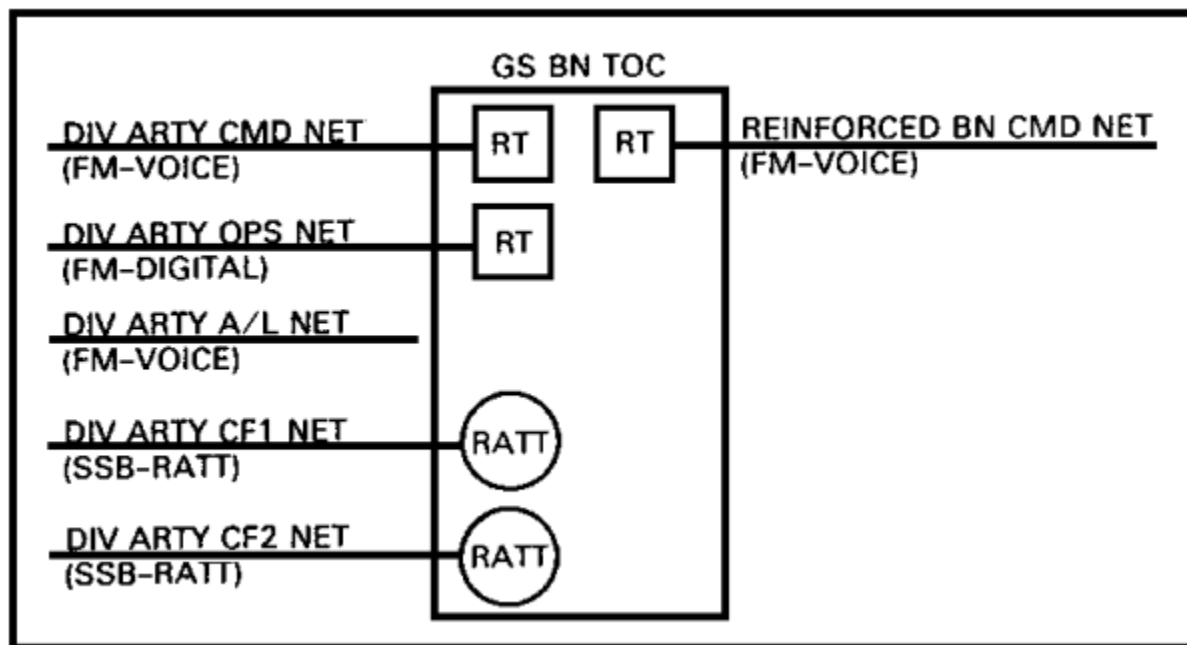 GS BN TOC
DIV ARTY CMD NET
(FM-VOICE)
RT
RT
REINFORCED BN CMD NET
(FM-VOICE)
DIV ARTY OPS NET
(FM-DIGITAL)
RT
DIV ARTY A/L NET
(FM-VOICE)
DIV ARTY CF1 NET
(SSB-RATT)
RATT
DIV ARTY CF2 NET
(SSB-RATT)
RATT